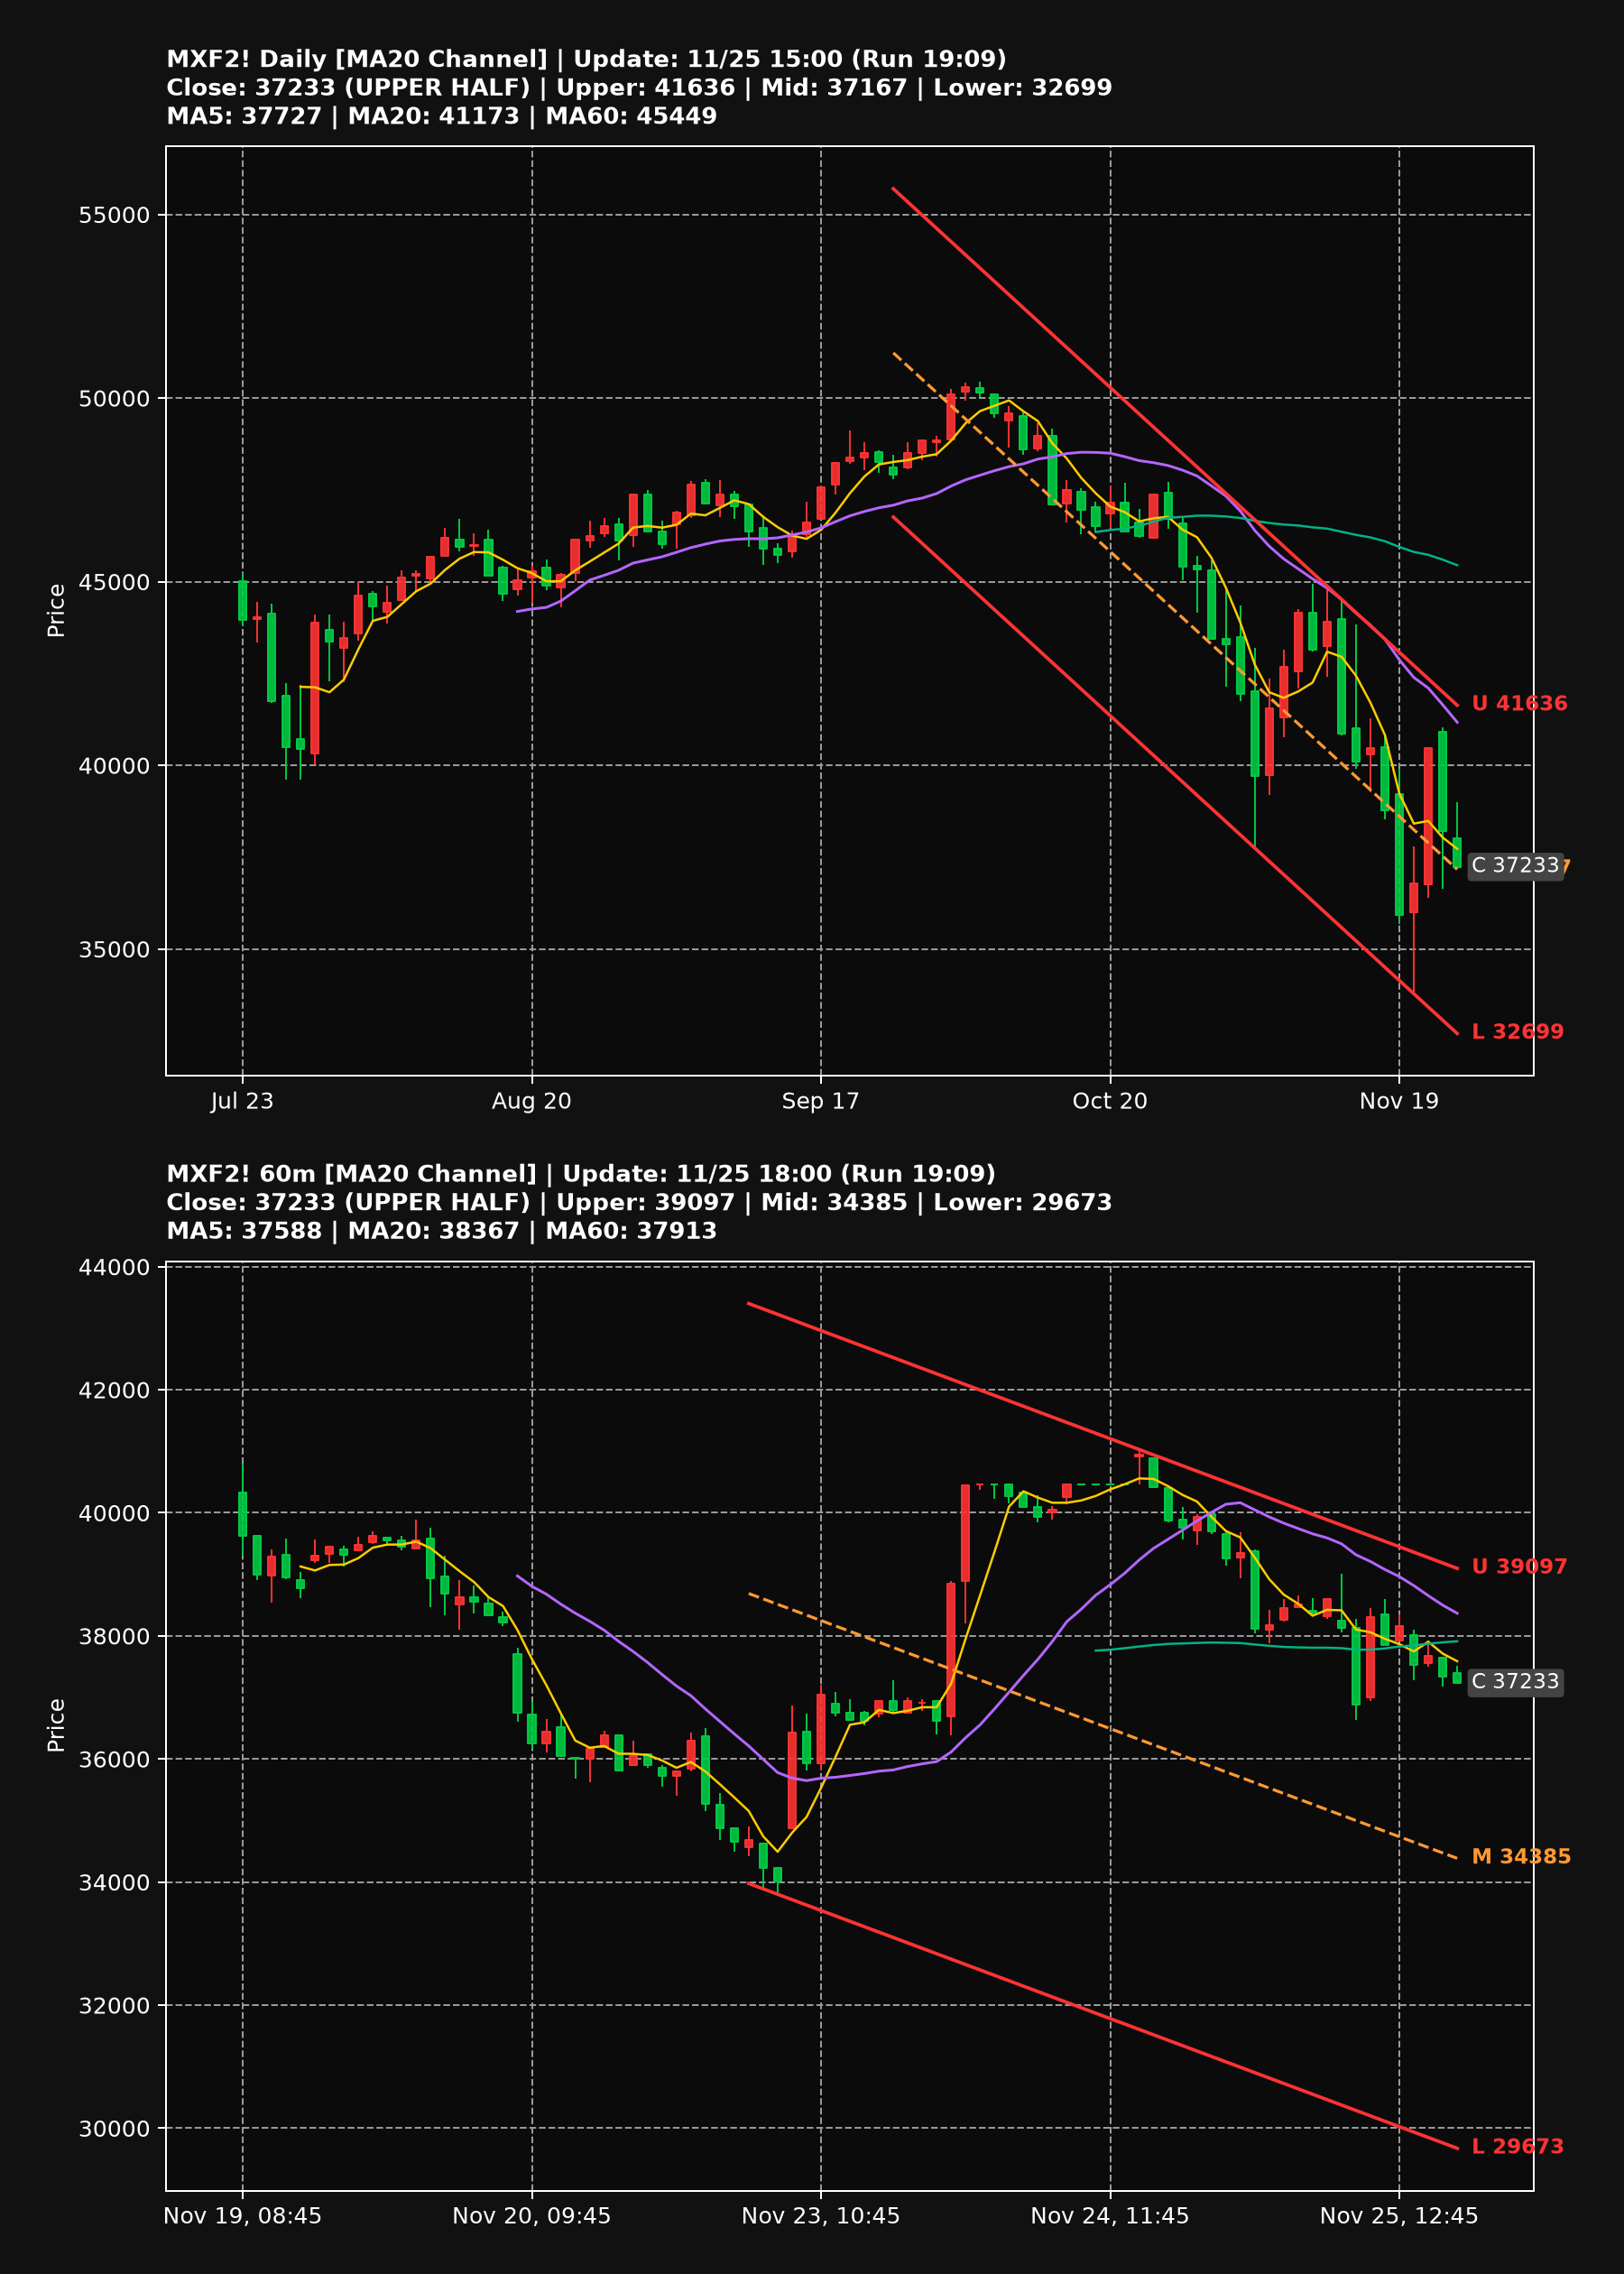 MXF2! Daily [MA20 Channel] | Update: 11/25 15:00 (Run 19:09)
Close: 37233 (UPPER HALF) | Upper: 41636 | Mid: 37167 | Lower: 32699
MA5: 37727 | MA20: 41173 | MA60: 45449
Price
55000
50000
45000
40000
35000
U 41636
C 37233
7
L 32699
Jul 23
Aug 20
Sep 17
Oct 20
Nov 19
MXF2! 60m [MA20 Channel] | Update: 11/25 18:00 (Run 19:09)
Close: 37233 (UPPER HALF) | Upper: 39097 | Mid: 34385 | Lower: 29673
MA5: 37588 | MA20: 38367 | MA60: 37913
Price
44000
42000
40000
38000
36000
34000
32000
30000
U 39097
C 37233
M 34385
L 29673
Nov 19, 08:45
Nov 20, 09:45
Nov 23, 10:45
Nov 24, 11:45
Nov 25, 12:45